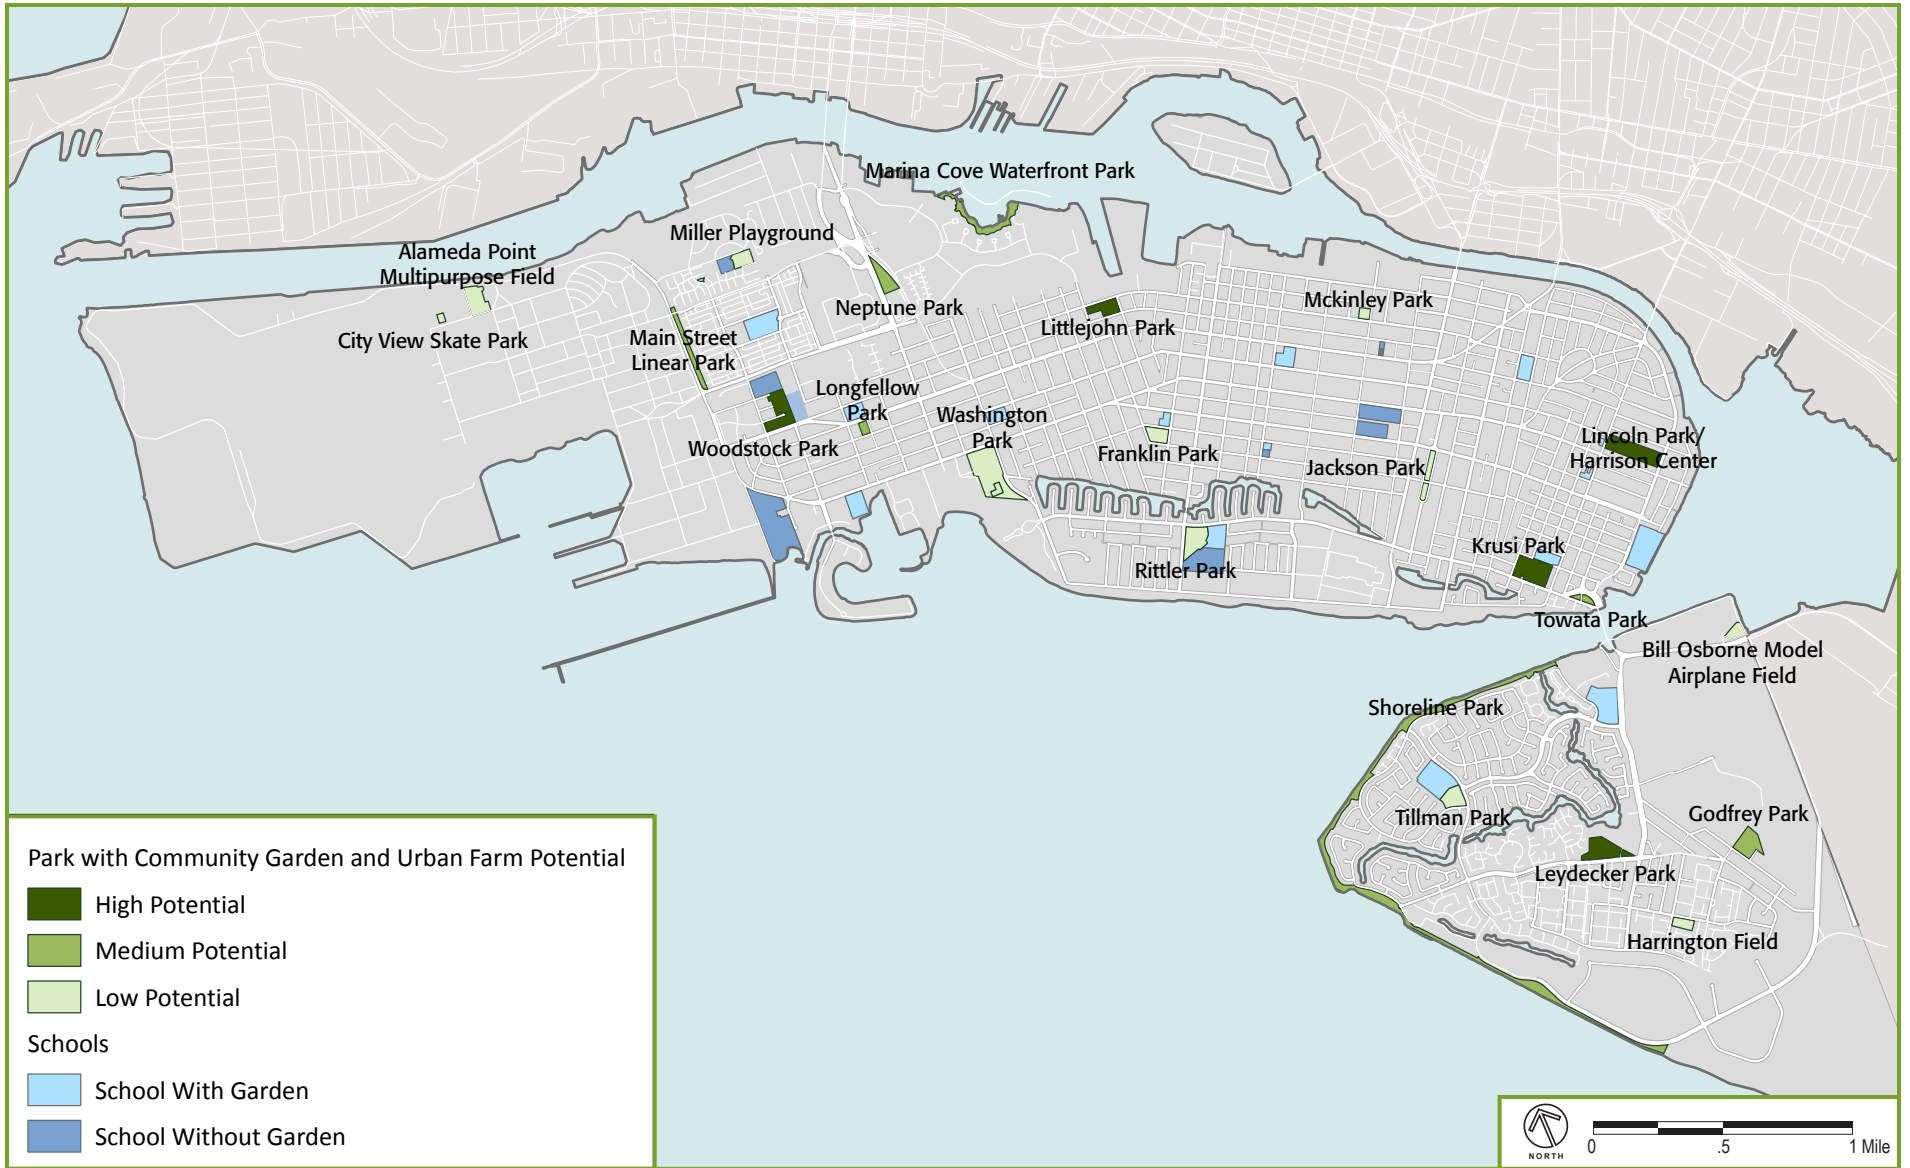 Marina Cove Waterfront Park
Miller Playground
Alameda Point
Multipurpose Field
Neptune Park
Mckinley Park
Littlejohn Park
City View Skate Park
Main Street
Linear Park
Longfellow
Park
Washington
Park
Woodstock Park
Franklin Park
Jackson Park
Lincoln Park/
Harrison Center
Krusi Park
Rittler Park
Towata Park
Bill Osborne Model
Airplane Field
Shoreline Park
Tillman Park
Godfrey Park
Leydecker Park
Harrington Field
Park with Community Garden and Urban Farm Potential
High Potential
Medium Potential
Low Potential
Schools
School With Garden
School Without Garden
NORTH
0 .5 1 Mile